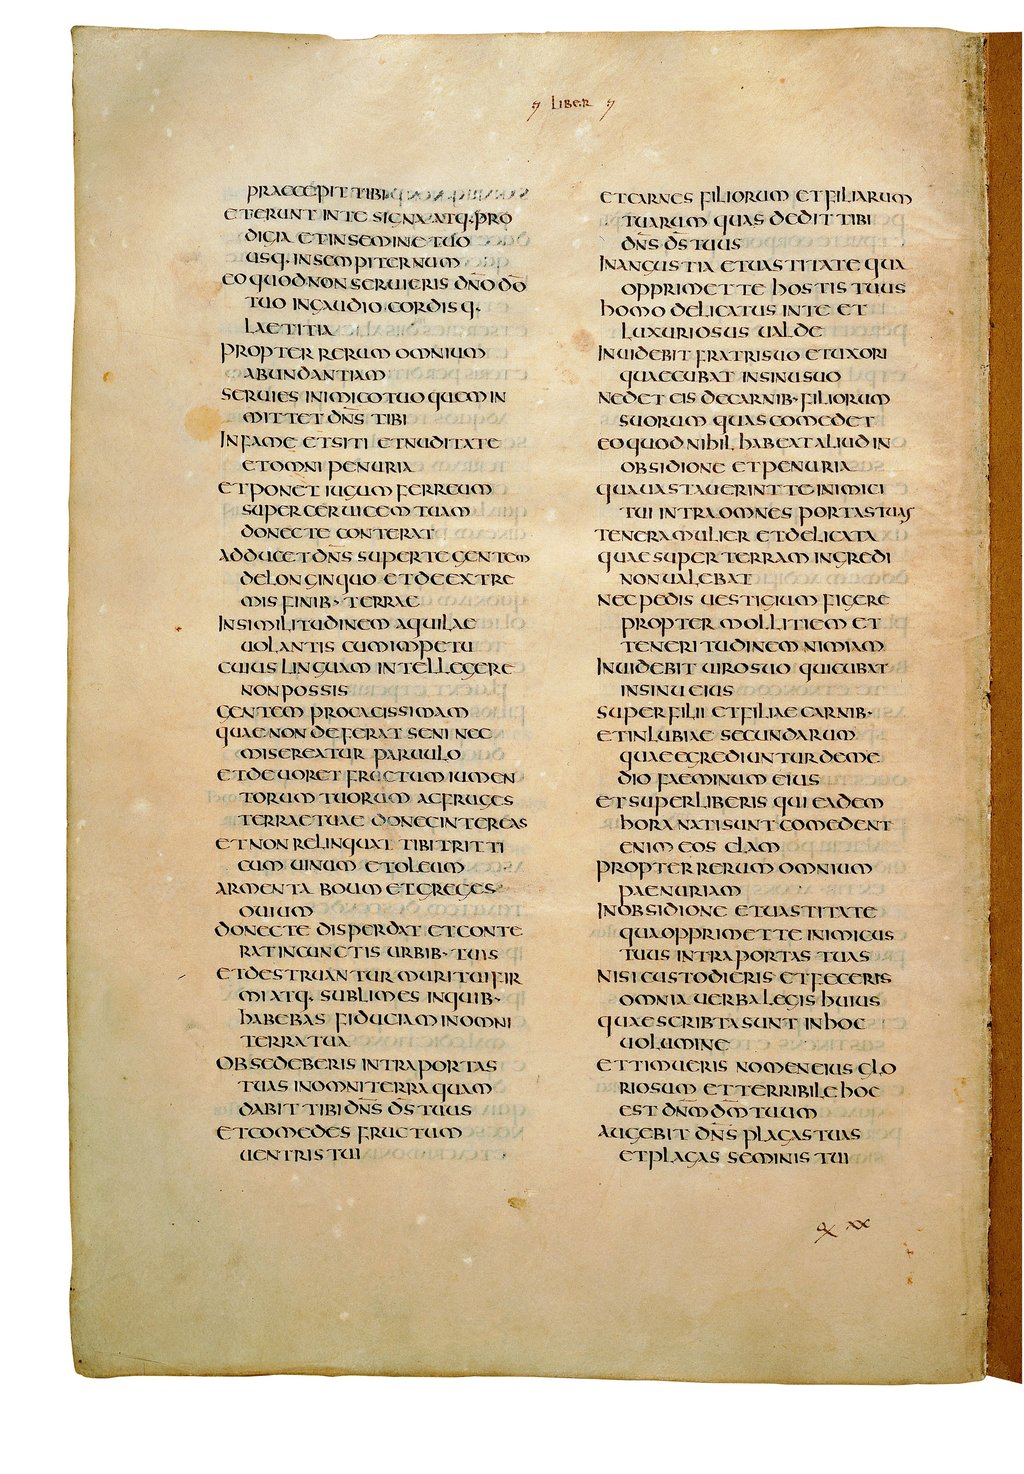 LIBER
PRAECEPIT TIBI
ET ERUNT IN TE SIGNA·ATQ·PRO
DIGIA ET IN SEMINE TUO
USQ· IN SEMPITERNUM
EO QUOD NON SERUIERIS DÑO DŌ
TUO IN GAUDIO CORDISQ·
LAETITIA
PROPTER RERUM OMNIUM
ABUNDANTIAM
SERUIES INIMICO TUO QUEM IN
MITTET DÑS TIBI
IN FAME ET SITI ET NUDITATE
ET OMNI PENURIA
ET PONET IUGUM FERREUM
SUPER CERUICEM TUAM
DONEC TE CONTERAT
ADDUCET DÑS SUPER TE GENTEM
DE LONGINQUO ET DE EXTRE
MIS FINIB· TERRAE
IN SIMILITUDINEM AQUILAE
UOLANTIS CUM IMPETU
CUIUS LINGUAM INTELLEGERE
NON POSSIS
GENTEM PROCACISSIMAM
QUAE NON DEFERAT SENI NEC
MISEREATUR PARUULO
ET DEUORET FRUCTUM IUMEN
TORUM TUORUM AC FRUGES
TERRAE TUAE DONEC INTEREAS
ET NON RELINQUAT TIBI TRITI
CUM UINUM ET OLEUM
ARMENTA BOUM ET GREGES
OUIUM
DONEC TE DISPERDAT ET CONTE
RAT IN CUNCTIS URBIB· TUIS
ET DESTRUANTUR MURI TUI FIR
MI ATQ· SUBLIMES IN QUIB·
HABEBAS FIDUCIAM IN OMNI
TERRA TUA
OBSEDEBERIS INTRA PORTAS
TUAS IN OMNI TERRA QUAM
DABIT TIBI DÑS DS̄ TUUS
ET COMEDES FRUCTUM
UENTRIS TUI
ET CARNES FILIORUM ET FILIARUM
TUARUM QUAS DEDIT TIBI
DÑS DS̄ TUUS
IN ANGUSTIA ET UASTITATE QUA
OPPRIMET TE HOSTIS TUUS
HOMO DELICATUS IN TE ET
LUXURIOSUS UALDE
INUIDEBIT FRATRI SUO ET UXORI
QUAE CUBAT IN SINU SUO
NE DET EIS DE CARNIB· FILIORUM
SUORUM QUAS COMEDET
EO QUOD NIHIL HABEAT ALIUD IN
OBSIDIONE ET PENURIA
QUA UASTAUERINT TE INIMICI
TUI INTRA OMNES PORTAS TUAS
TENERA MULIER ET DELICATA
QUAE SUPER TERRAM INGREDI
NON UALEBAT
NEC PEDIS UESTIGIUM FIGERE
PROPTER MOLLITIEM ET
TENERITUDINEM NIMIAM
INUIDEBIT UIRO SUO QUI CUBAT
IN SINU EIUS
SUPER FILII ET FILIAE CARNIB·
ET INLUBIAE SECUNDARUM
QUAE EGREDIUNTUR DE ME
DIO FAEMINUM EIUS
ET SUPER LIBERIS QUI EADEM
HORA NATI SUNT COMEDENT
ENIM EOS CLAM
PROPTER RERUM OMNIUM
PAENURIAM
IN OBSIDIONE ET UASTITATE
QUA OPPRIMET TE INIMICUS
TUUS INTRA PORTAS TUAS
NISI CUSTODIERIS ET FECERIS
OMNIA UERBA LEGIS HUIUS
QUAE SCRIBTA SUNT IN HOC
UOLUMINE
ET TIMUERIS NOMEN EIUS GLO
RIOSUM ET TERRIBILE HOC
EST DÑM DM̄ TUUM
AUGEBIT DÑS PLAGAS TUAS
ET PLAGAS SEMINIS TUI
XX